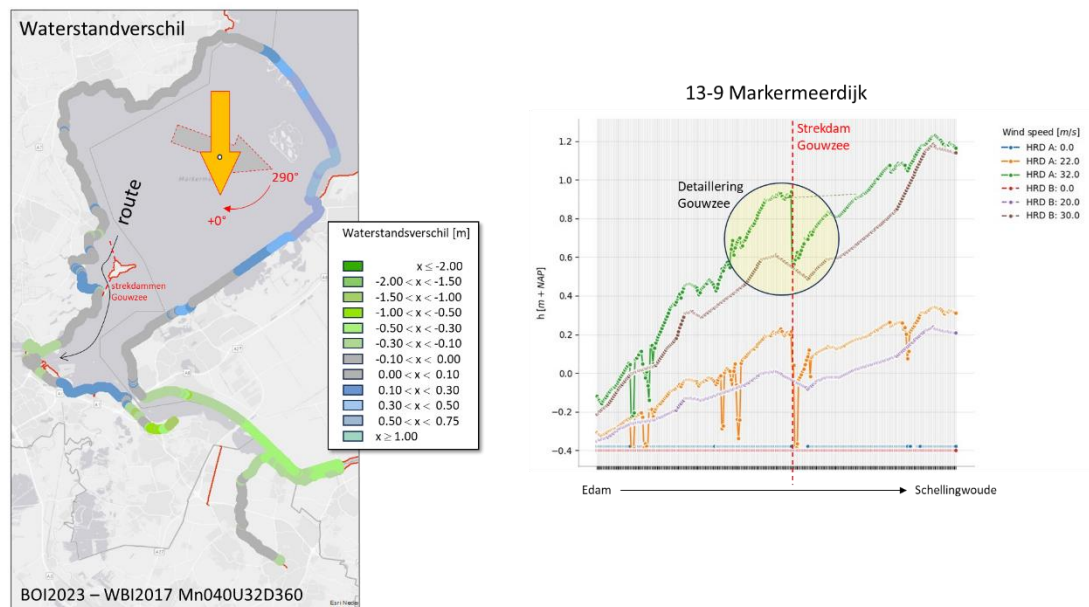 Waterstandverschil
290°
+0°
route
strekdammen
Gouwzee
Waterstandsverschil [m]
x ≤ -2.00
-2.00 < x < -1.50
-1.50 < x < -1.00
-1.00 < x < -0.50
-0.50 < x < -0.30
-0.30 < x < -0.10
-0.10 < x < 0.00
0.00 < x < 0.10
0.10 < x < 0.30
0.30 < x < 0.50
0.50 < x < 0.75
x ≥ 1.00
BOI2023 – WBI2017 Mn040U32D360
13-9 Markermeerdijk
Strekdam
Gouwzee
Detaillering
Gouwzee
h [m + NAP]
1.2
1.0
0.8
0.6
0.4
0.2
0.0
−0.2
−0.4
Edam
Schellingwoude
Wind speed [m/s]
HRD A: 0.0
HRD A: 22.0
HRD A: 32.0
HRD B: 0.0
HRD B: 20.0
HRD B: 30.0